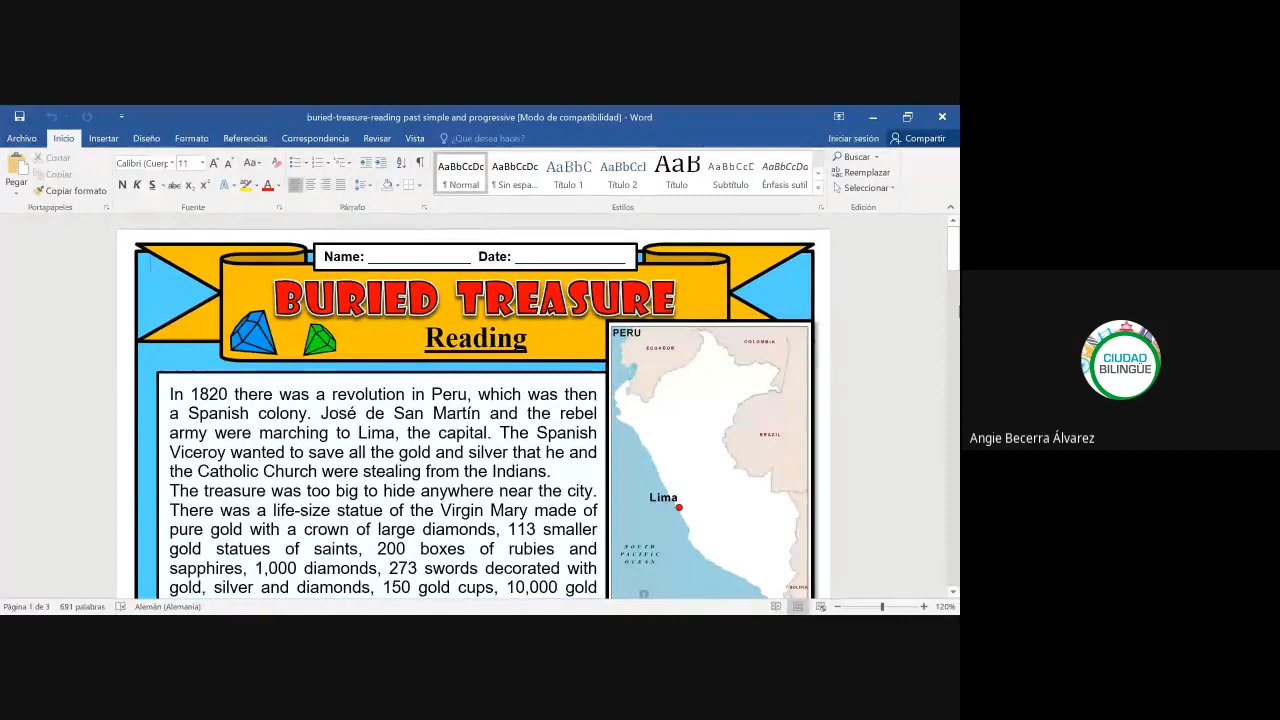 buried-treasure-reading past simple and progressive [Modo de compatibilidad] - Word
Archivo Inicio Insertar Diseño Formato Referencias Correspondencia Revisar Vista ¿Qué desea hacer? Iniciar sesión Compartir
Pegar
Cortar
Copiar
Copiar formato
Calibri (Cuerp 11
N K S abc x₂ x²
AaBbCcDc AaBbCcDc AaBbC AaBbCcI AaB AaBbCcC AaBbCcDc
¶ Normal ¶ Sin espa... Título 1 Título 2 Título Subtítulo Énfasis sutil
Buscar
Reemplazar
Seleccionar
Portapapeles Fuente Párrafo Estilos Edición
Name: Date:
BURIED TREASURE
Reading
In 1820 there was a revolution in Peru, which was then
a Spanish colony. José de San Martín and the rebel
army were marching to Lima, the capital. The Spanish
Viceroy wanted to save all the gold and silver that he and
the Catholic Church were stealing from the Indians.
The treasure was too big to hide anywhere near the city.
There was a life-size statue of the Virgin Mary made of
pure gold with a crown of large diamonds, 113 smaller
gold statues of saints, 200 boxes of rubies and
sapphires, 1,000 diamonds, 273 swords decorated with
gold, silver and diamonds, 150 gold cups, 10,000 gold
PERU
ECUADOR
COLOMBIA
BRAZIL
Lima
SOUTH
PACIFIC
OCEAN
Página 1 de 3 691 palabras Alemán (Alemania) 120%
CIUDAD
BILINGÜE
Angie Becerra Álvarez